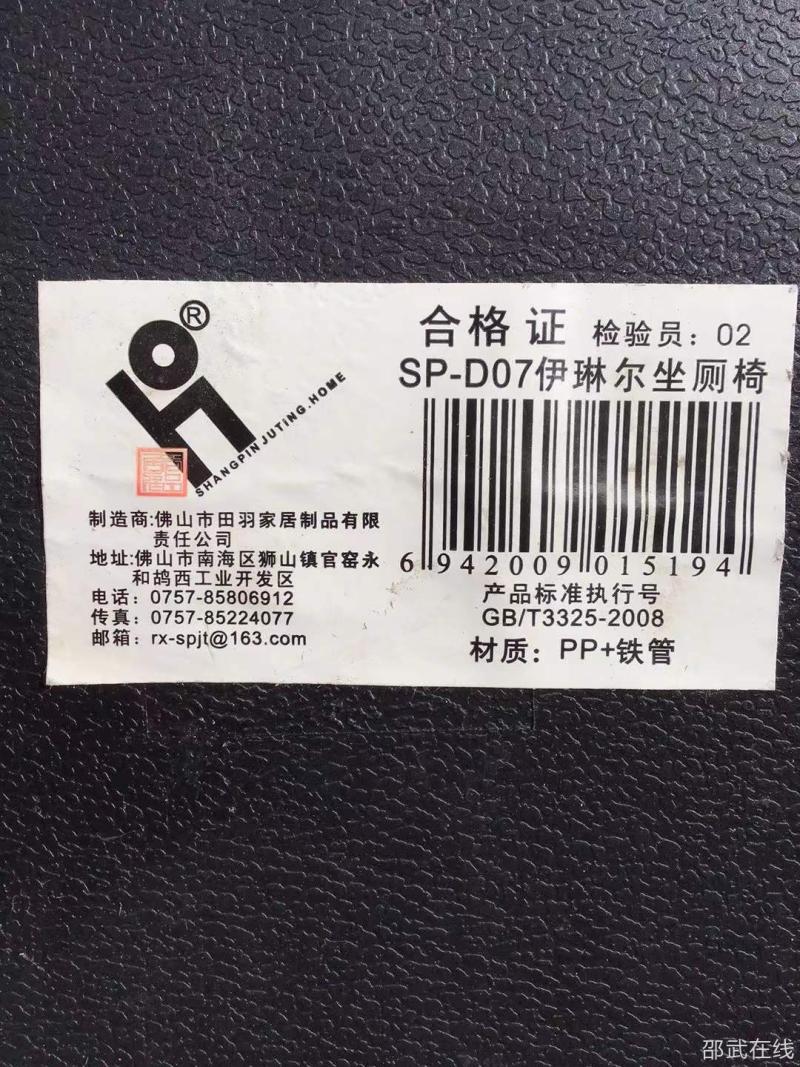 ®
SHANGPINJUTING.HOME
制造商:佛山市田羽家居制品有限
责任公司
地址:佛山市南海区狮山镇官窑永
和鸪西工业开发区
电话：0757-85806912
传真：0757-85224077
邮箱：rx-spjt@163.com
合格证 检验员：02
SP-D07伊琳尔坐厕椅
6 942009 015194
产品标准执行号
GB/T3325-2008
材质：PP+铁管
邵武在线